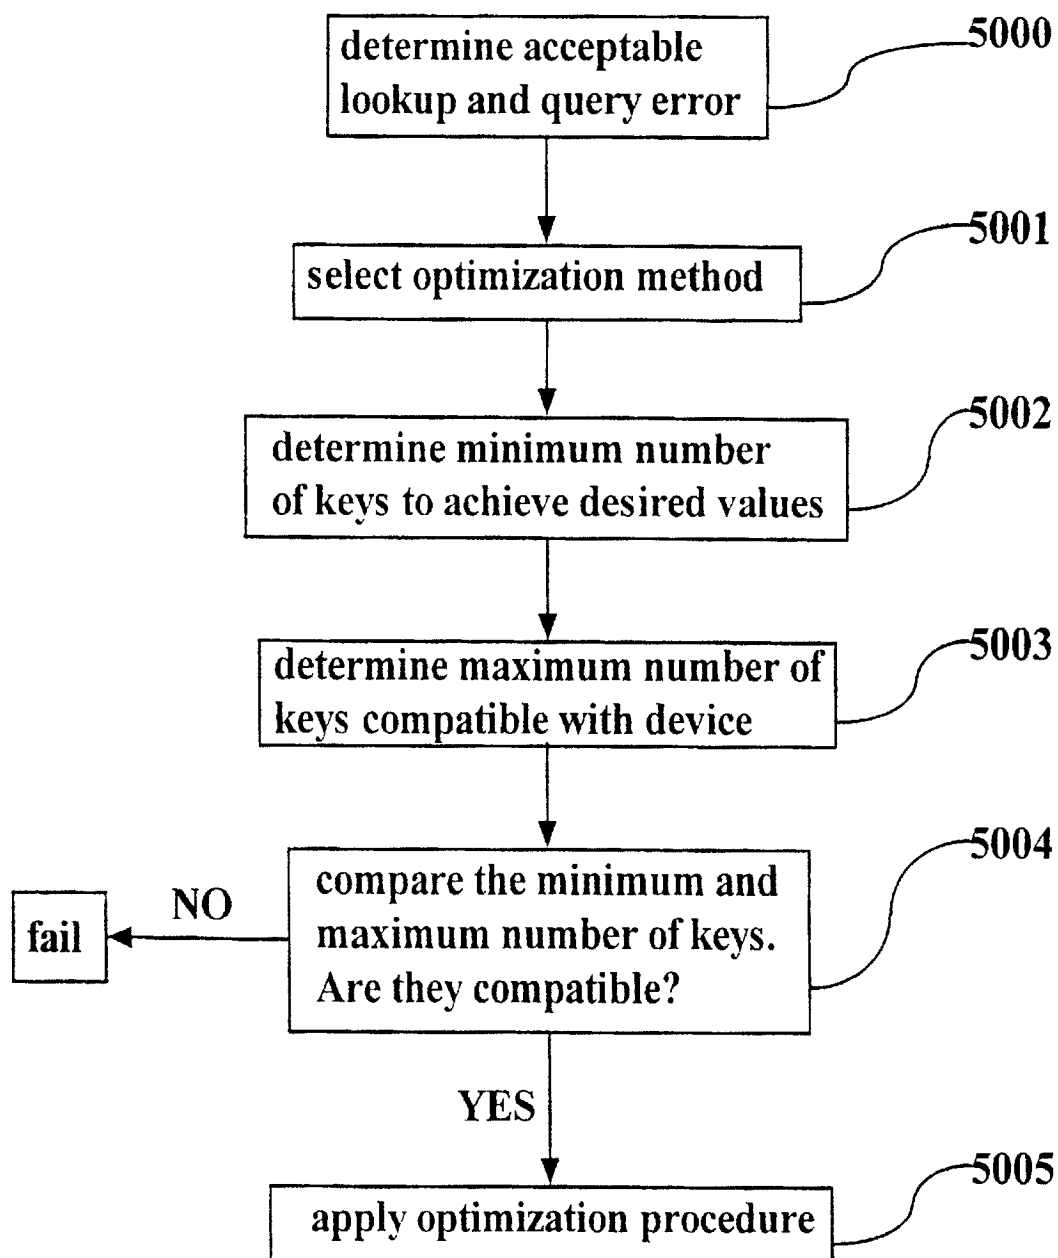 determine acceptable
lookup and query error
5000
select optimization method
5001
determine minimum number
of keys to achieve desired values
5002
determine maximum number of
keys compatible with device
5003
compare the minimum and
maximum number of keys.
Are they compatible?
5004
NO
fail
YES
apply optimization procedure
5005